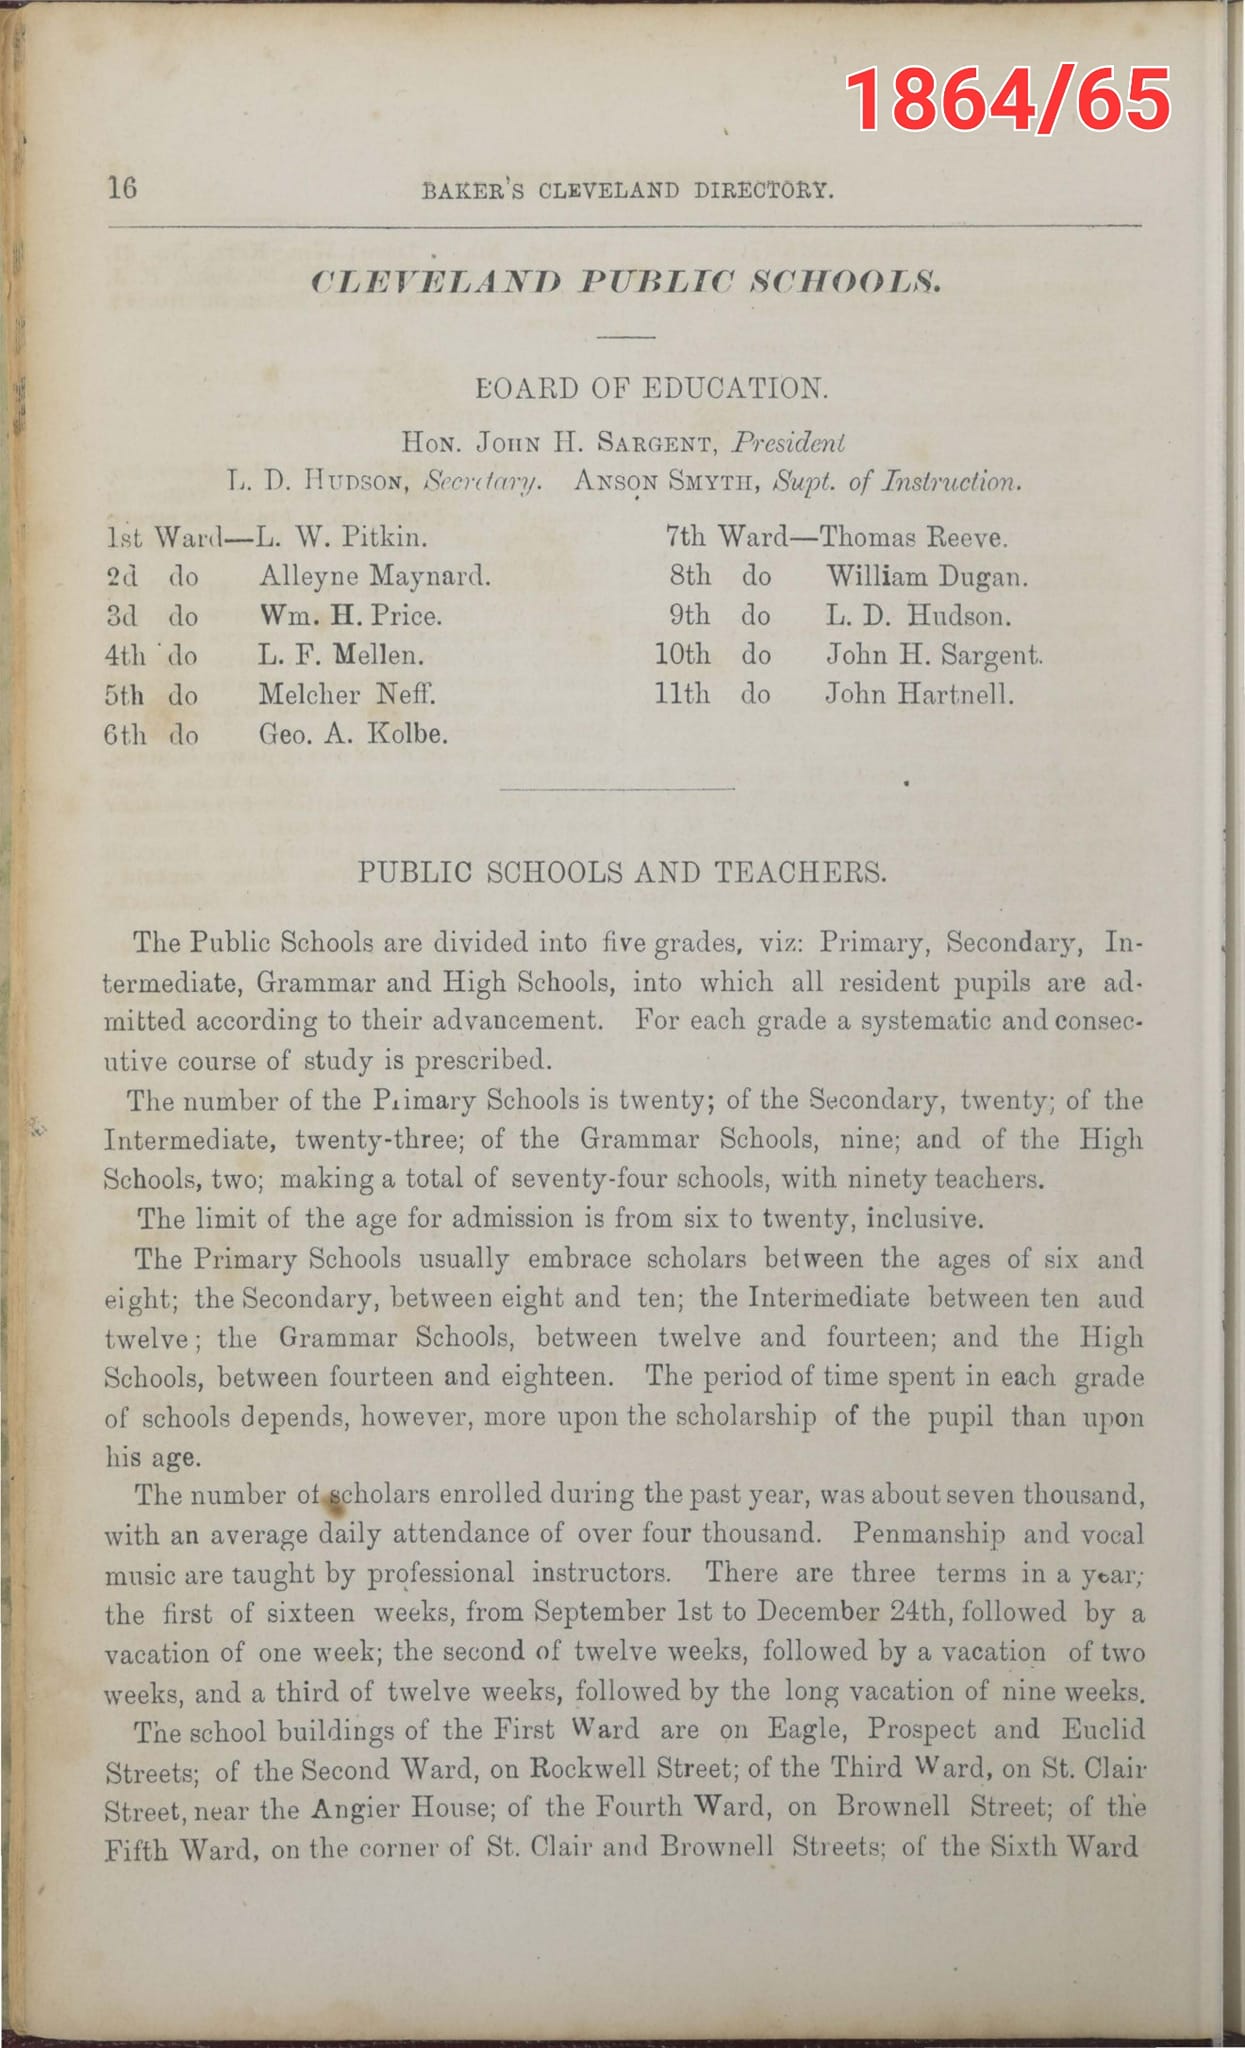 1864/65
16 BAKER'S CLEVELAND DIRECTORY.
CLEVELAND PUBLIC SCHOOLS.
BOARD OF EDUCATION.
HON. JOHN H. SARGENT, President
L. D. HUDSON, Secretary. ANSON SMYTH, Supt. of Instruction.
1st Ward—L. W. Pitkin. 7th Ward—Thomas Reeve.
2d do Alleyne Maynard. 8th do William Dugan.
3d do Wm. H. Price. 9th do L. D. Hudson.
4th do L. F. Mellen. 10th do John H. Sargent.
5th do Melcher Neff. 11th do John Hartnell.
6th do Geo. A. Kolbe.
PUBLIC SCHOOLS AND TEACHERS.
The Public Schools are divided into five grades, viz: Primary, Secondary, In-
termediate, Grammar and High Schools, into which all resident pupils are ad-
mitted according to their advancement. For each grade a systematic and consec-
utive course of study is prescribed.
The number of the Primary Schools is twenty; of the Secondary, twenty; of the
Intermediate, twenty-three; of the Grammar Schools, nine; and of the High
Schools, two; making a total of seventy-four schools, with ninety teachers.
The limit of the age for admission is from six to twenty, inclusive.
The Primary Schools usually embrace scholars between the ages of six and
eight; the Secondary, between eight and ten; the Intermediate between ten aud
twelve; the Grammar Schools, between twelve and fourteen; and the High
Schools, between fourteen and eighteen. The period of time spent in each grade
of schools depends, however, more upon the scholarship of the pupil than upon
his age.
The number of scholars enrolled during the past year, was about seven thousand,
with an average daily attendance of over four thousand. Penmanship and vocal
music are taught by professional instructors. There are three terms in a year;
the first of sixteen weeks, from September 1st to December 24th, followed by a
vacation of one week; the second of twelve weeks, followed by a vacation of two
weeks, and a third of twelve weeks, followed by the long vacation of nine weeks.
The school buildings of the First Ward are on Eagle, Prospect and Euclid
Streets; of the Second Ward, on Rockwell Street; of the Third Ward, on St. Clair
Street, near the Angier House; of the Fourth Ward, on Brownell Street; of the
Fifth Ward, on the corner of St. Clair and Brownell Streets; of the Sixth Ward